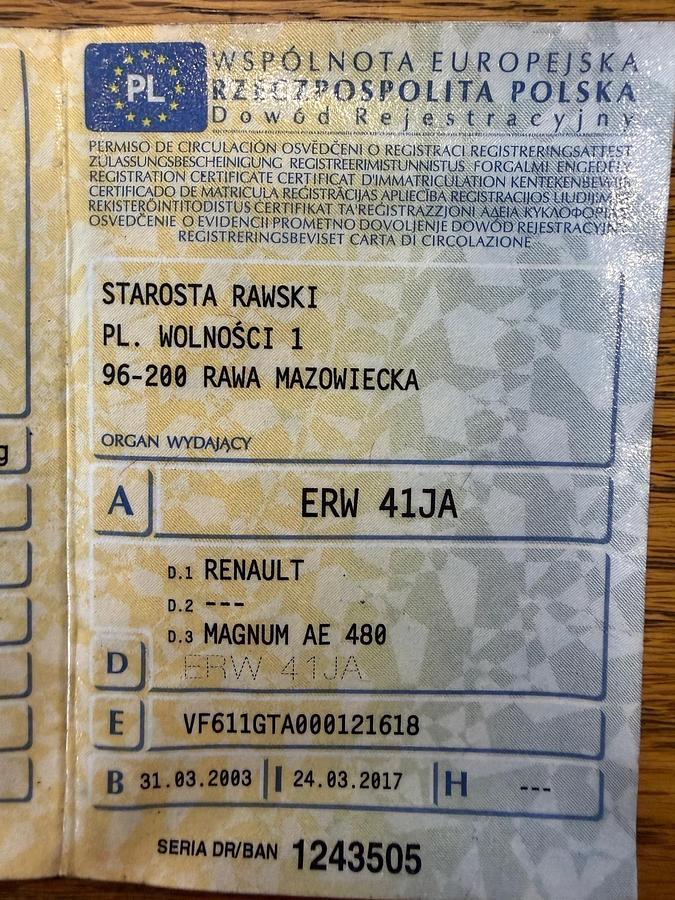 PL
WSPÓLNOTA EUROPEJSKA
RZECZPOSPOLITA POLSKA
Dowód Rejestracyjny
PERMISO DE CIRCULACIÓN OSVĚDČENI O REGISTRACI REGISTRERINGSATTEST
ZULASSUNGSBESCHEINIGUNG REGISTREERIMISTUNNISTUS FORGALMI ENGEDÉLY
REGISTRATION CERTIFICATE CERTIFICAT D'IMMATRICULATION KENTEKENBEWIJS
CERTIFICADO DE MATRICULA REĢISTRĀCIJAS APLIECĪBA REGISTRACIJOS LIUDIJIMAS
REKISTERÖINTITODISTUS ĊERTIFIKAT TA'REĠISTRAZZJONI ΑΔΕΙΑ ΚΥΚΛΟΦΟΡΙΑΣ
OSVEDČENIE O EVIDENCII PROMETNO DOVOLJENJE DOWÓD REJESTRACYJNY
REGISTRERINGSBEVISET CARTA DI CIRCOLAZIONE
STAROSTA RAWSKI
PL. WOLNOŚCI 1
96-200 RAWA MAZOWIECKA
ORGAN WYDAJĄCY
g
A ERW 41JA
D.1 RENAULT
D.2 ---
D.3 MAGNUM AE 480
D ERW 41JA
E VF611GTA000121618
B 31.03.2003 I 24.03.2017 H ---
SERIA DR/BAN 1243505